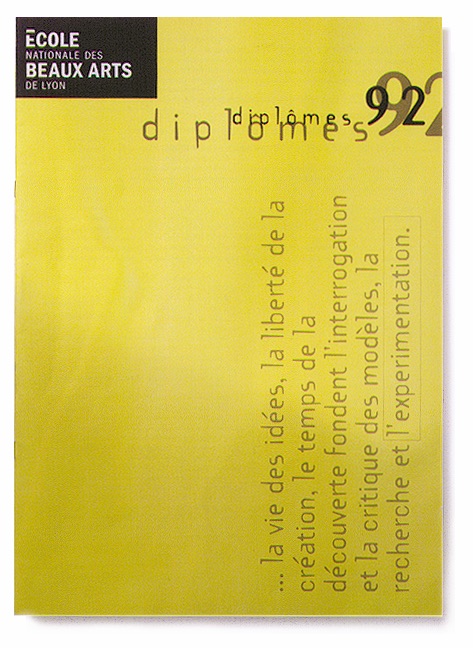 ÉCOLE
NATIONALE DES
BEAUX ARTS
DE LYON
diplômes 92
diplômes 92
... la vie des idées, la liberté de la
création, le temps de la
découverte fondent l'interrogation
et la critique des modèles, la
recherche et l'experimentation.